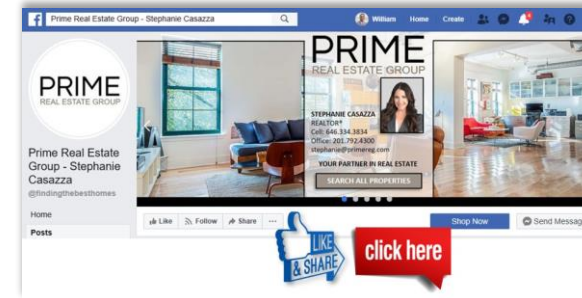 Prime Real Estate Group - Stephanie Casazza
William Home Create
PRIME
REAL ESTATE GROUP
PRIME
REAL ESTATE GROUP
STEPHANIE CASAZZA
REALTOR®
Cell: 646.334.3834
Office: 201.792.4300
stephanie@primereg.com
YOUR PARTNER IN REAL ESTATE
SEARCH ALL PROPERTIES
Prime Real Estate
Group - Stephanie
Casazza
@findingthebesthomes
Home
Posts
Like Follow Share ...
Shop Now
Send Messag
LIKE
& SHARE
click here